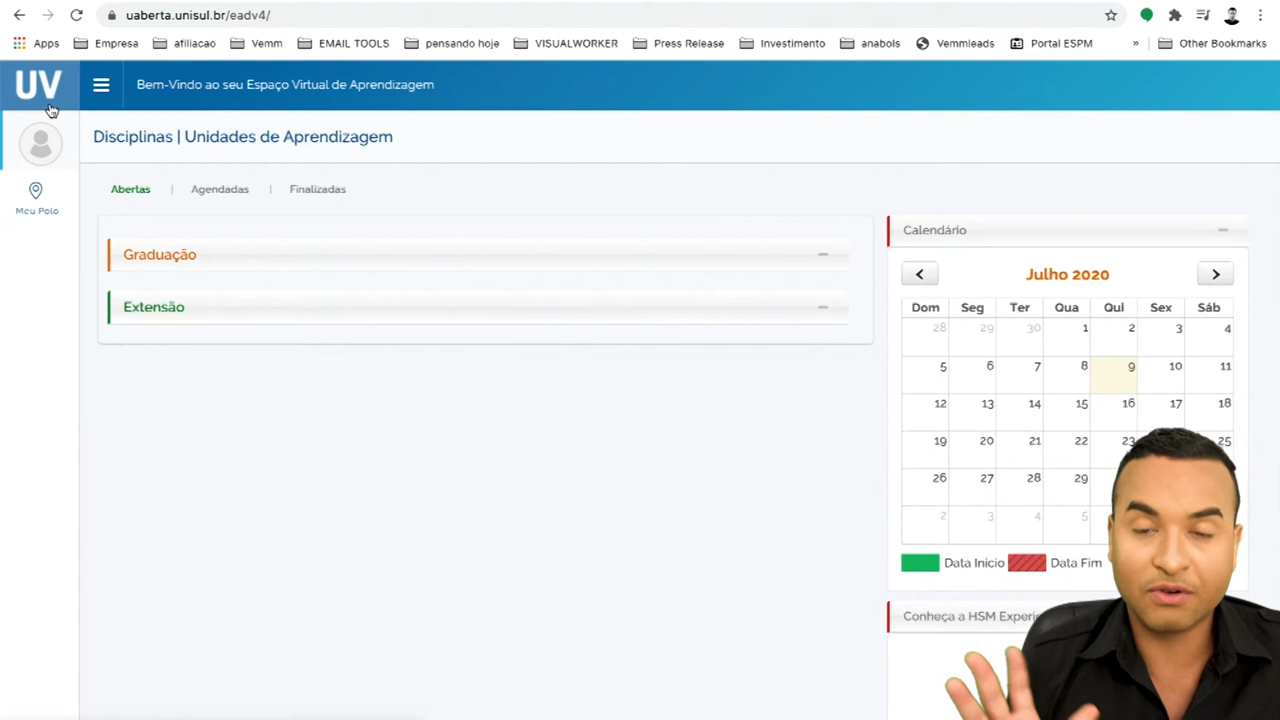 uaberta.unisul.br/eadv4/
Apps Empresa afiliacao Vemm EMAIL TOOLS pensando hoje VISUALWORKER Press Release Investimento anabols Vemmleads Portal ESPM » Other Bookmarks
UV Bem-Vindo ao seu Espaço Virtual de Aprendizagem
Disciplinas | Unidades de Aprendizagem
Meu Polo
Abertas | Agendadas | Finalizadas
Graduação
Extensão
Calendário
Julho 2020
Dom Seg Ter Qua Qui Sex Sáb
28 29 30 1 2 3 4
5 6 7 8 9 10 11
12 13 14 15 16 17 18
19 20 21 22 23 25
26 27 28 29
2 3 4 5
Data Inicio Data Fim
Conheça a HSM